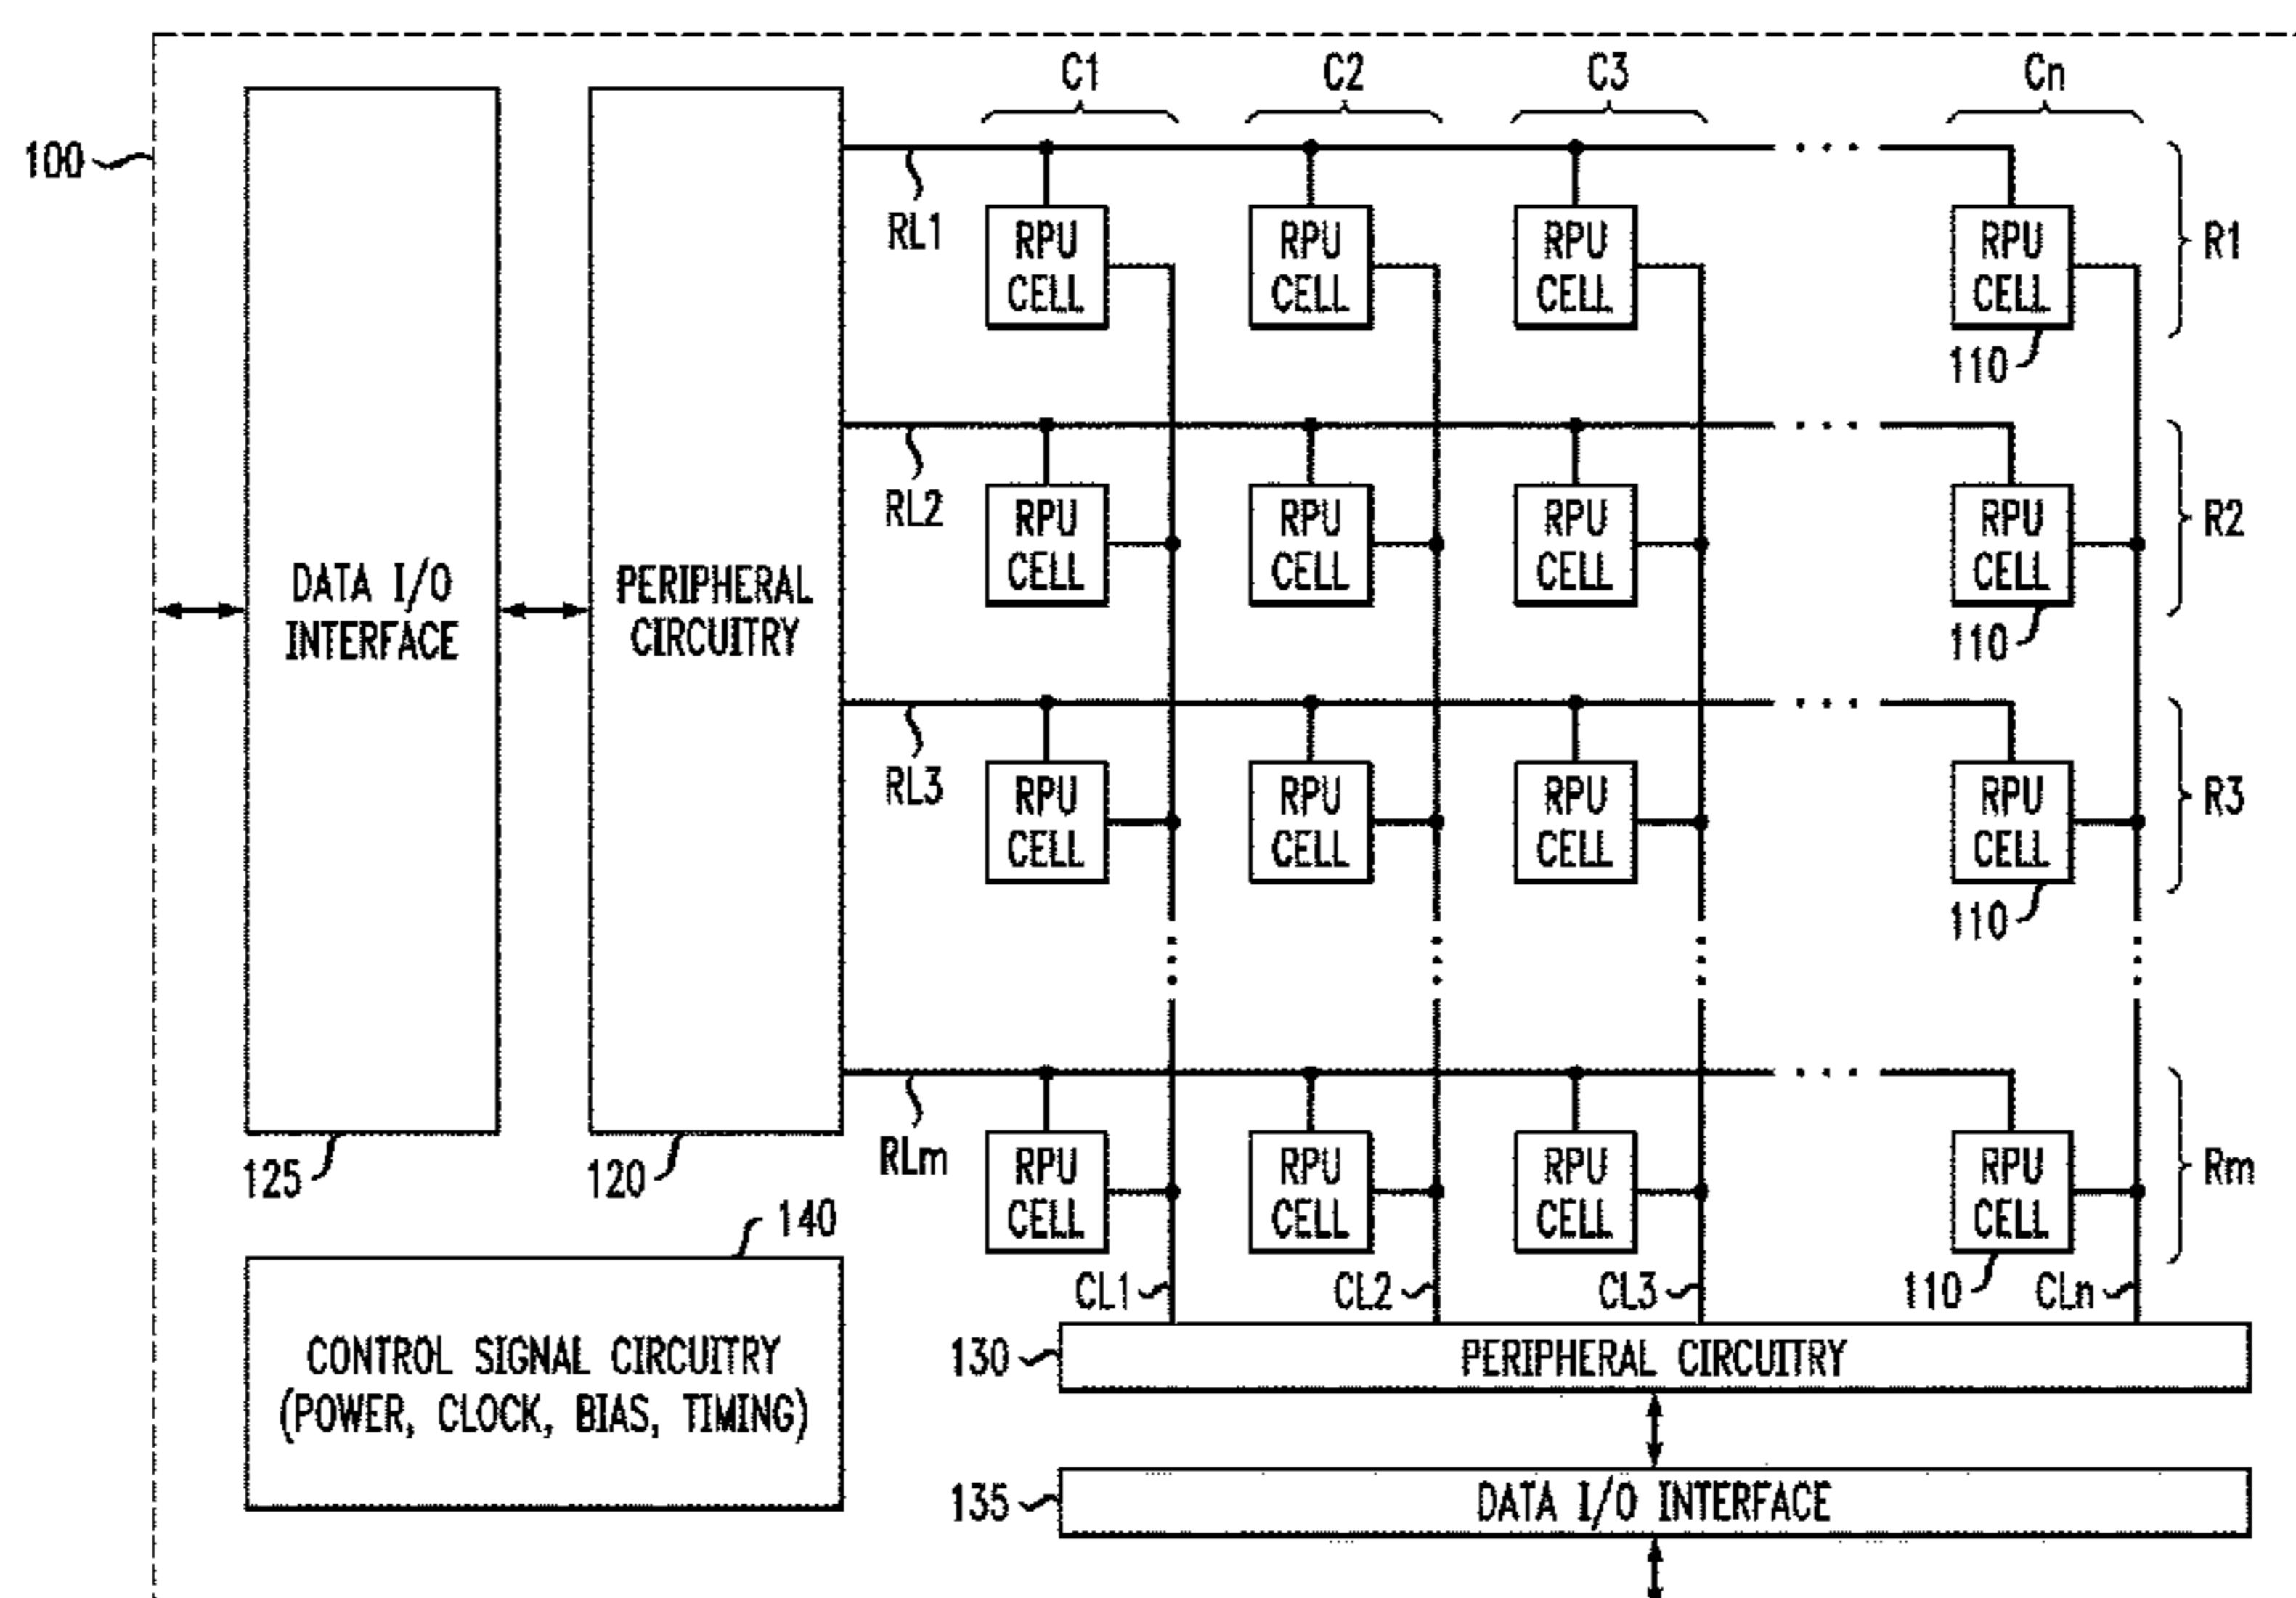 C1 C2 C3 Cn
100
RL1
RPU CELL
RPU CELL
RPU CELL
RPU CELL
R1
110
RL2
RPU CELL
RPU CELL
RPU CELL
RPU CELL
R2
110
DATA I/O
INTERFACE
PERIPHERAL
CIRCUITRY
RL3
RPU CELL
RPU CELL
RPU CELL
RPU CELL
R3
110
125
120
RLm
RPU CELL
RPU CELL
RPU CELL
RPU CELL
Rm
140
CL1
CL2
CL3
110
CLn
CONTROL SIGNAL CIRCUITRY
(POWER, CLOCK, BIAS, TIMING)
130
PERIPHERAL CIRCUITRY
135
DATA I/O INTERFACE